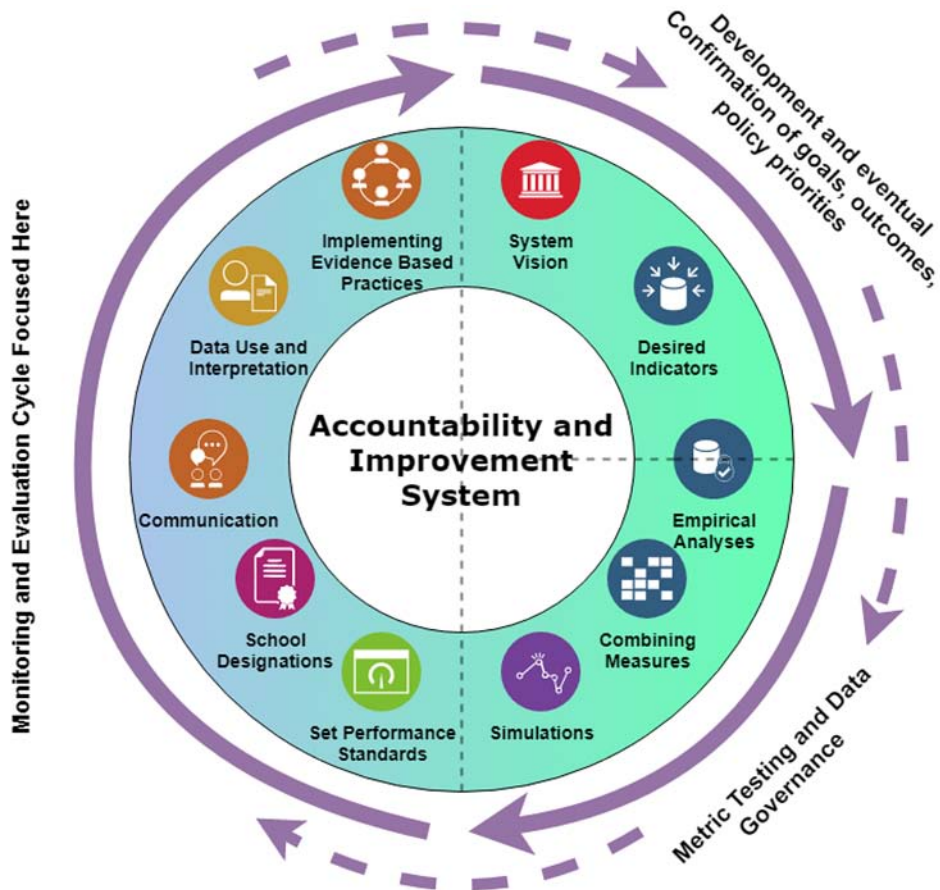 Development and eventual
Confirmation of goals, outcomes,
policy priorities
System
Vision
Desired
Indicators
Empirical
Analyses
Combining
Measures
Simulations
Metric Testing and Data
Governance
Set Performance
Standards
School
Designations
Communication
Data Use and
Interpretation
Implementing
Evidence Based
Practices
Monitoring and Evaluation Cycle Focused Here
Accountability and
Improvement
System